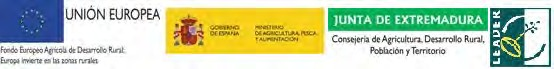 UNIÓN EUROPEA
Fondo Europeo Agrícola de Desarrollo Rural:
Europa invierte en las zonas rurales
GOBIERNO
DE ESPAÑA
MINISTERIO
DE AGRICULTURA, PESCA
Y ALIMENTACIÓN
JUNTA DE EXTREMADURA
Consejería de Agricultura, Desarrollo Rural,
Población y Territorio
LEADER